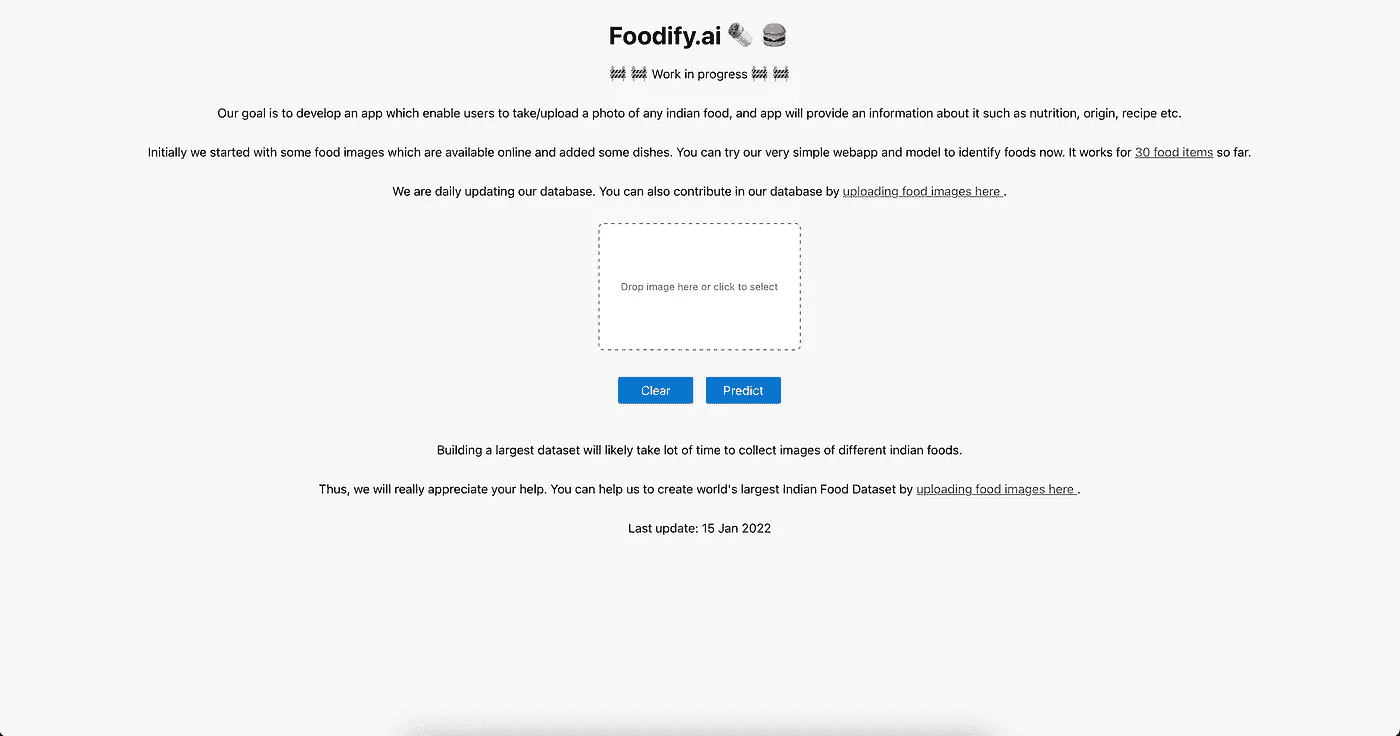 Foodify.ai
Work in progress
Our goal is to develop an app which enable users to take/upload a photo of any indian food, and app will provide an information about it such as nutrition, origin, recipe etc.
Initially we started with some food images which are available online and added some dishes. You can try our very simple webapp and model to identify foods now. It works for 30 food items so far.
We are daily updating our database. You can also contribute in our database by uploading food images here .
Drop image here or click to select
Clear Predict
Building a largest dataset will likely take lot of time to collect images of different indian foods.
Thus, we will really appreciate your help. You can help us to create world's largest Indian Food Dataset by uploading food images here .
Last update: 15 Jan 2022